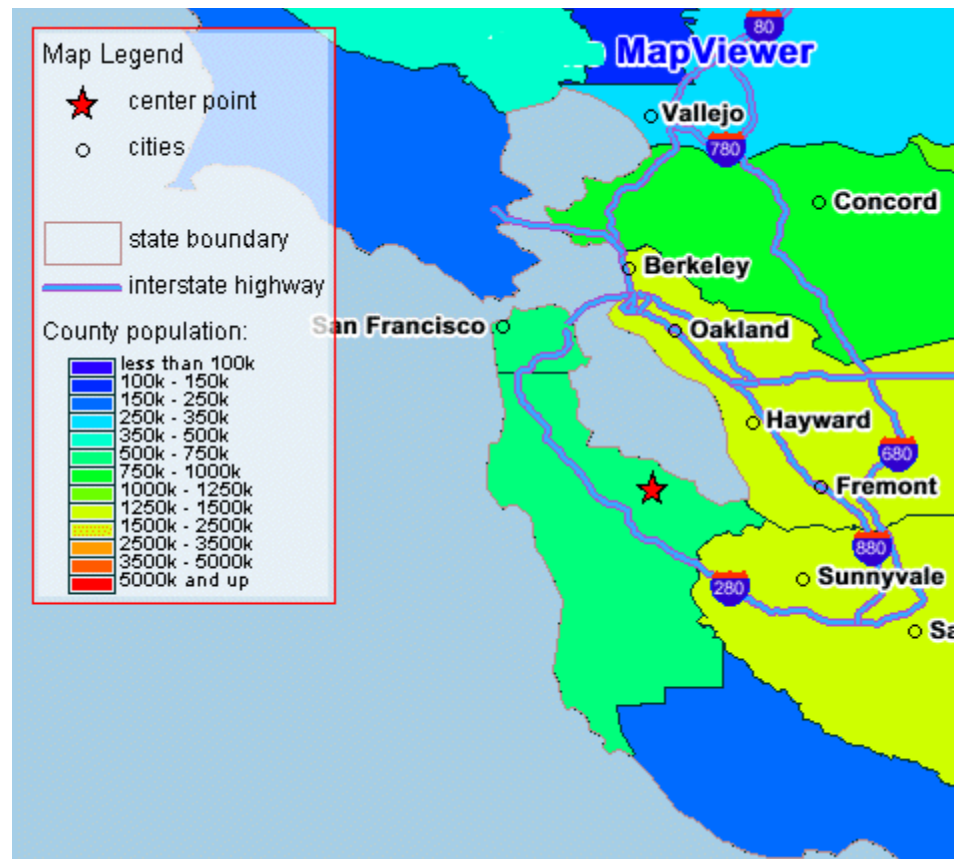 Map Legend
center point
cities
state boundary
interstate highway
County population:
less than 100k
100k - 150k
150k - 250k
250k - 350k
350k - 500k
500k - 750k
750k - 1000k
1000k - 1250k
1250k - 1500k
1500k - 2500k
2500k - 3500k
3500k - 5000k
5000k and up
80
MapViewer
Vallejo
780
Concord
Berkeley
San Francisco
Oakland
Hayward
680
Fremont
880
Sunnyvale
280
Sa